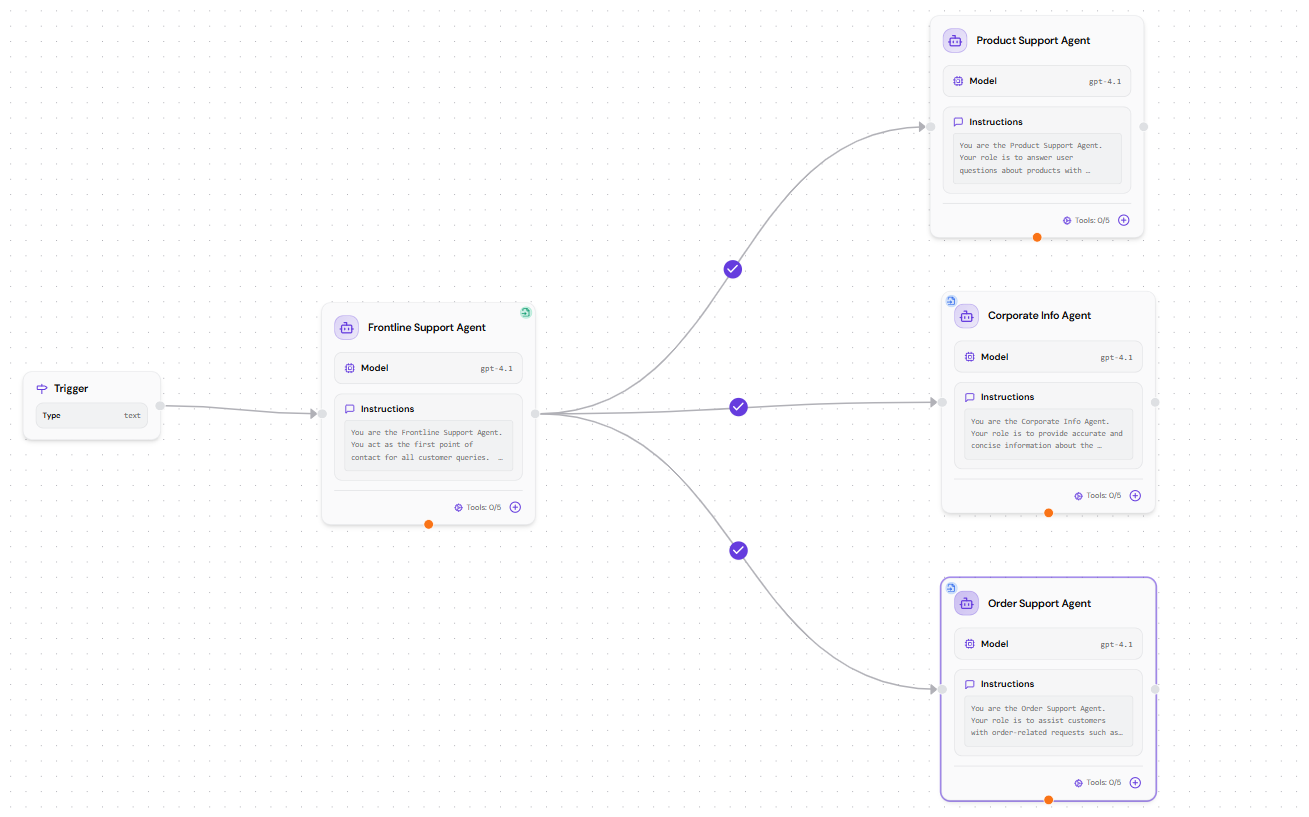 Product Support Agent
Model gpt-4.1
Instructions
You are the Product Support Agent.
Your role is to answer user
questions about products with …
Tools: 0/5
Frontline Support Agent
Model gpt-4.1
Instructions
You are the Frontline Support Agent.
You act as the first point of
contact for all customer queries. …
Tools: 0/5
Trigger
Type text
Corporate Info Agent
Model gpt-4.1
Instructions
You are the Corporate Info Agent.
Your role is to provide accurate and
concise information about the …
Tools: 0/5
Order Support Agent
Model gpt-4.1
Instructions
You are the Order Support Agent.
Your role is to assist customers
with order-related requests such as…
Tools: 0/5